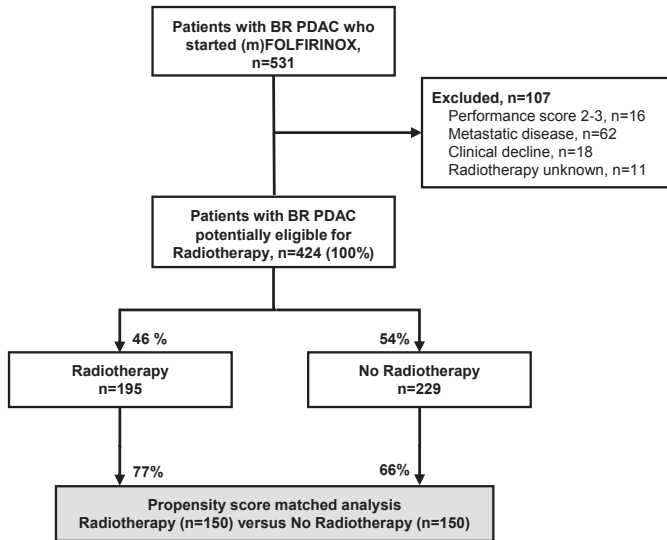 Patients with BR PDAC who
started (m)FOLFIRINOX,
n=531
Excluded, n=107
Performance score 2-3, n=16
Metastatic disease, n=62
Clinical decline, n=18
Radiotherapy unknown, n=11
Patients with BR PDAC
potentially eligible for
Radiotherapy, n=424 (100%)
46 %
54%
Radiotherapy
n=195
No Radiotherapy
n=229
77%
66%
Propensity score matched analysis
Radiotherapy (n=150) versus No Radiotherapy (n=150)